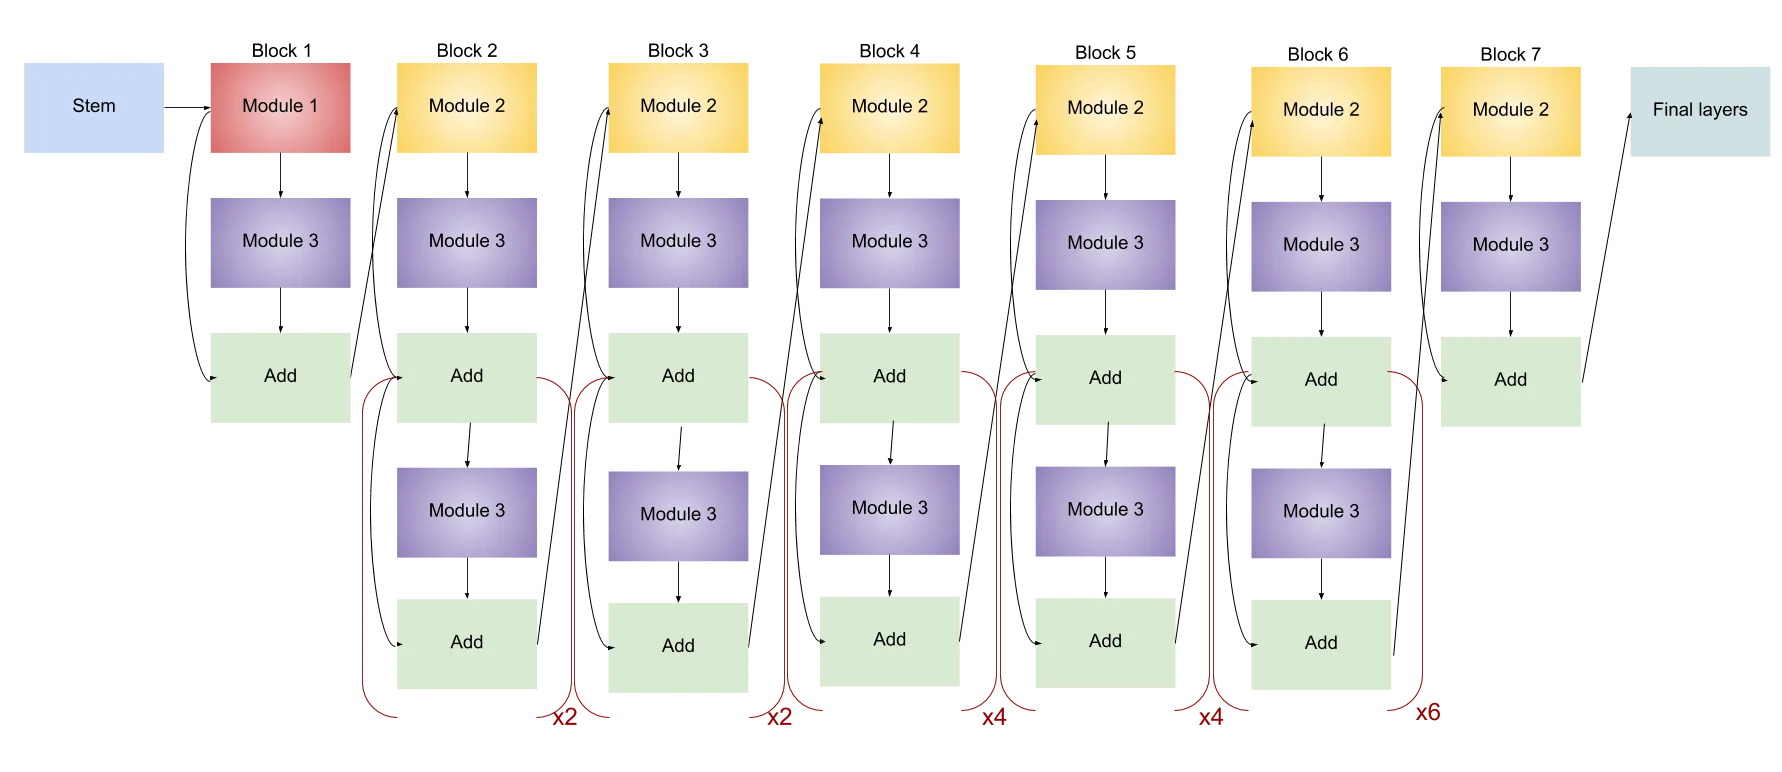 Block 1
Block 2
Block 3
Block 4
Block 5
Block 6
Block 7
Stem
Module 1
Module 2
Module 2
Module 2
Module 2
Module 2
Module 2
Final layers
Module 3
Module 3
Module 3
Module 3
Module 3
Module 3
Module 3
Add
Add
Add
Add
Add
Add
Add
Module 3
Module 3
Module 3
Module 3
Module 3
Add
Add
Add
Add
Add
x2
x2
x4
x4
x6